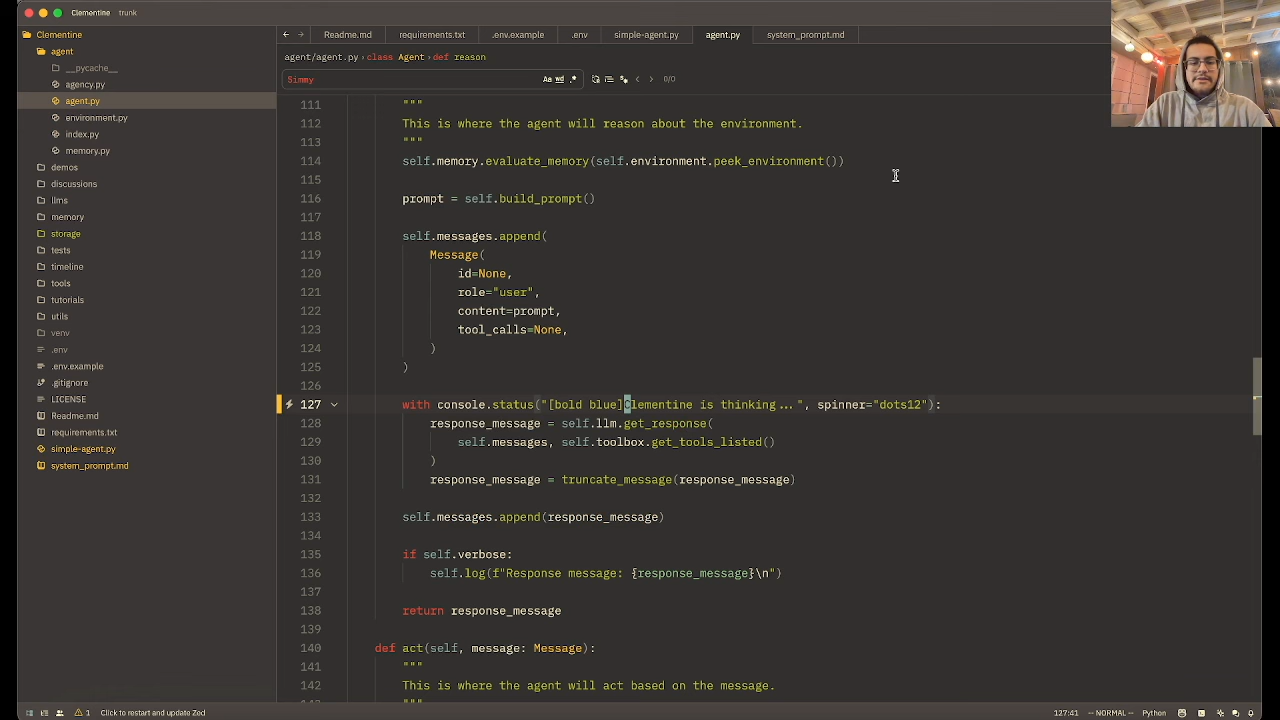 Clementine trunk
Clementine
agent
__pycache__
agency.py
agent.py
environment.py
index.py
memory.py
demos
discussions
llms
memory
storage
tests
timeline
tools
tutorials
utils
venv
.env
.env.example
.gitignore
LICENSE
Readme.md
requirements.txt
simple-agent.py
system_prompt.md
Readme.md requirements.txt .env.example .env simple-agent.py agent.py system_prompt.md
agent/agent.py › class Agent › def reason
Simmy Aa wd .* 0/0
111 """
112 This is where the agent will reason about the environment.
113 """
114 self.memory.evaluate_memory(self.environment.peek_environment())
115
116 prompt = self.build_prompt()
117
118 self.messages.append(
119 Message(
120 id=None,
121 role="user",
122 content=prompt,
123 tool_calls=None,
124 )
125 )
126
127 with console.status("[bold blue]Clementine is thinking...", spinner="dots12"):
128 response_message = self.llm.get_response(
129 self.messages, self.toolbox.get_tools_listed()
130 )
131 response_message = truncate_message(response_message)
132
133 self.messages.append(response_message)
134
135 if self.verbose:
136 self.log(f"Response message: {response_message}\n")
137
138 return response_message
139
140 def act(self, message: Message):
141 """
142 This is where the agent will act based on the message.
"""
1 Click to restart and update Zed 127:41 -- NORMAL -- Python